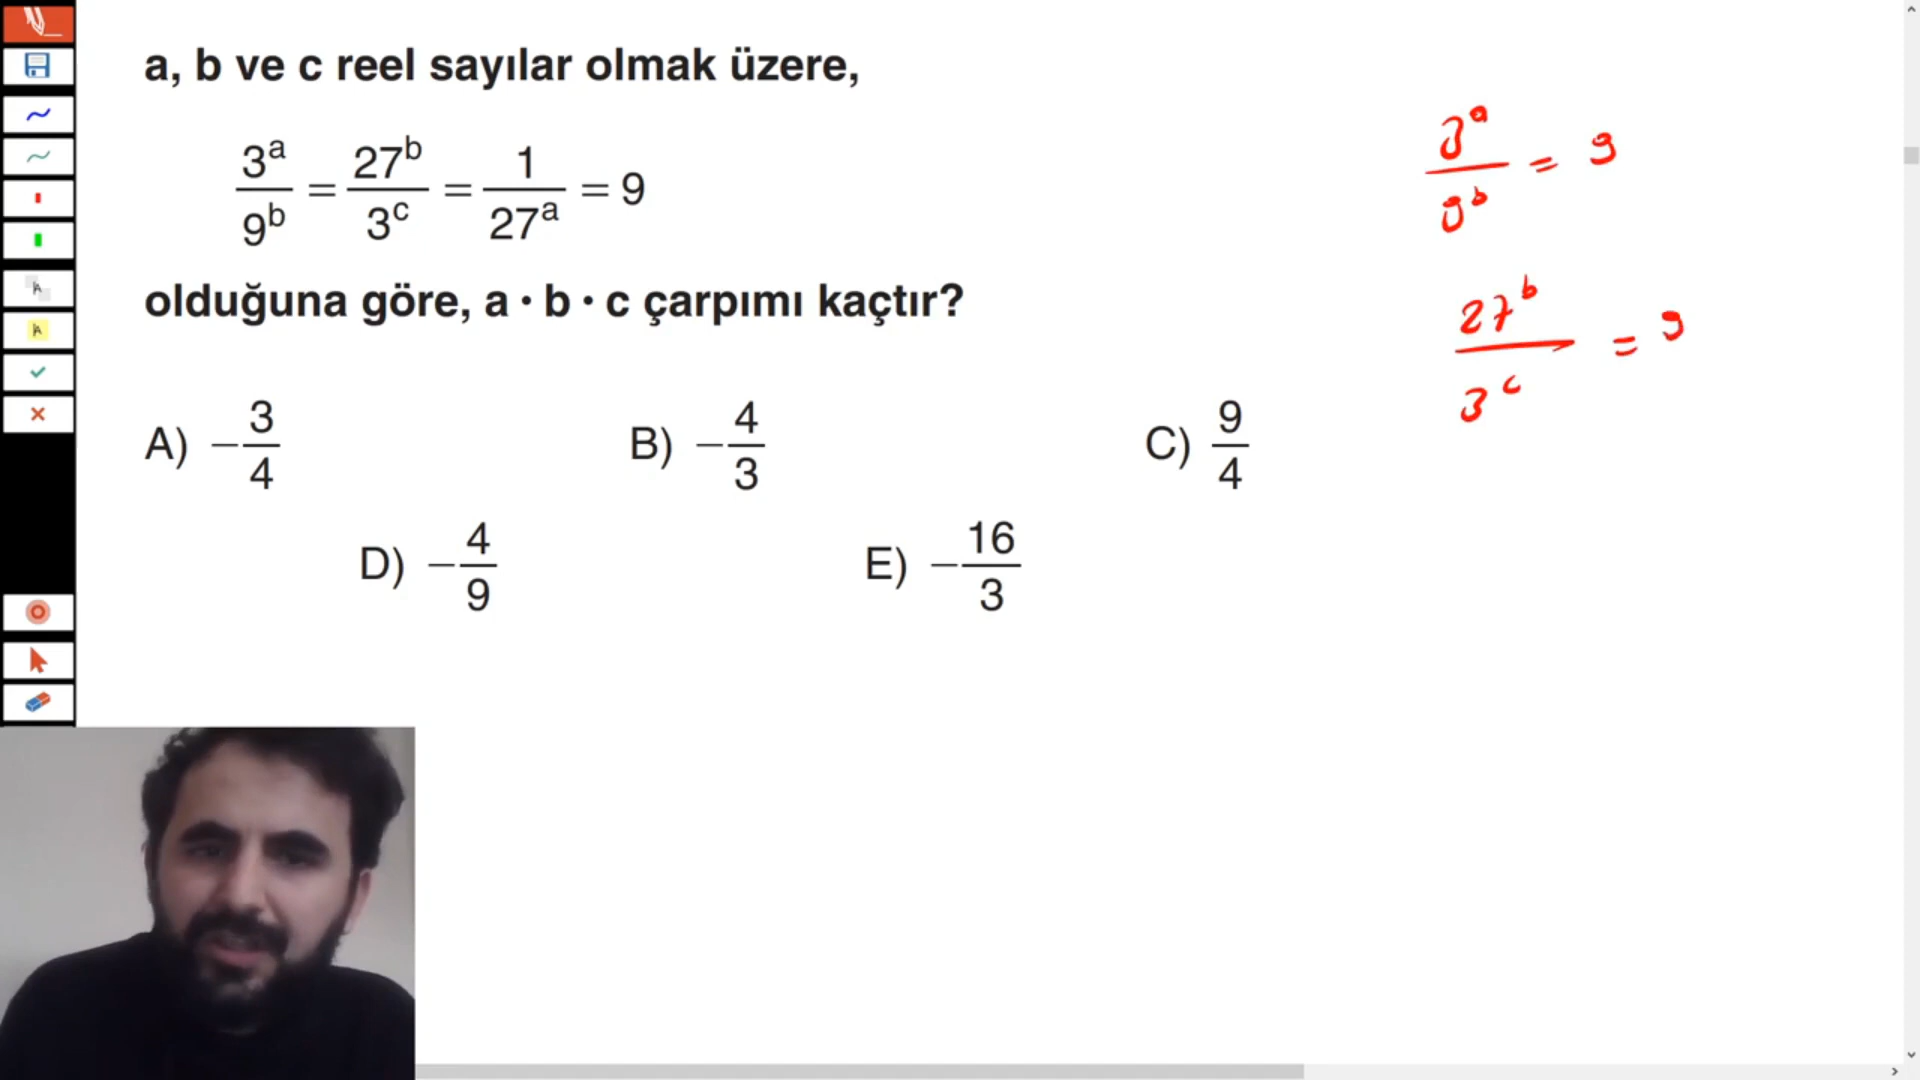 a, b ve c reel sayılar olmak üzere,
3^a/9^b = 27^b/3^c = 1/27^a = 9
olduğuna göre, a · b · c çarpımı kaçtır?
A) −3/4 B) −4/3 C) 9/4
D) −4/9 E) −16/3
3^a/9^b = 9
27^b/3^c = 9